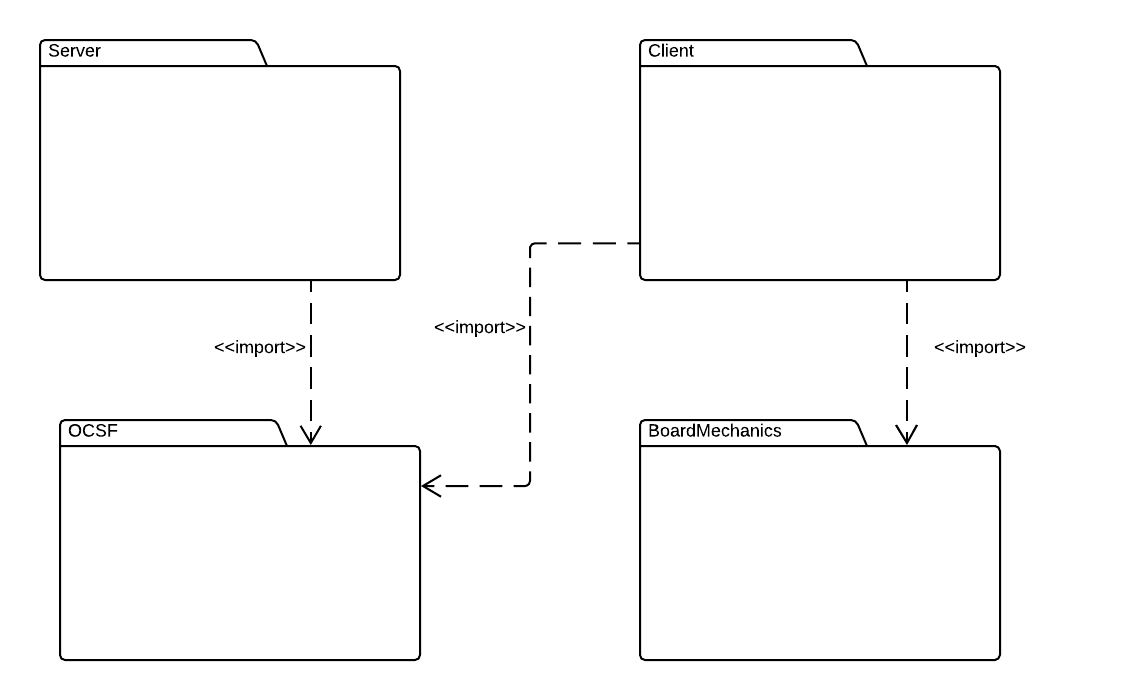 Server
Client
<<import>>
<<import>>
<<import>>
OCSF
BoardMechanics